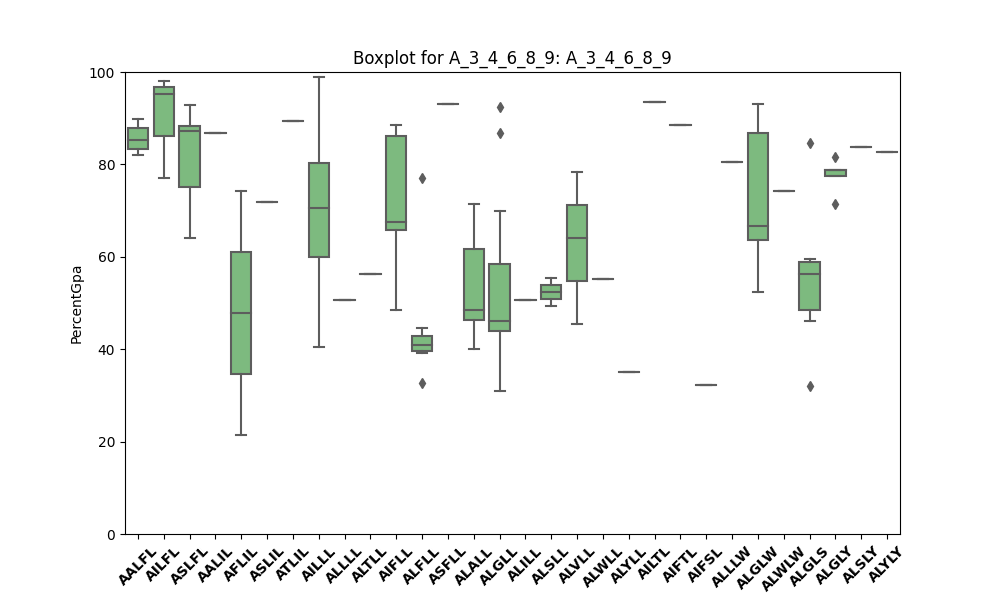 Boxplot for A_3_4_6_8_9: A_3_4_6_8_9
PercentGpa
100
80
60
40
20
0
AALFL AILFL ASLFL AALIL AFLIL ASLIL ATLIL AILLL ALLLL ALTLL AIFLL ALFLL ASFLL ALALL ALGLL ALILL ALSLL ALVLL ALWLL ALYLL AILTL AIFTL AIFSL ALLLW ALGLW ALWLW ALGLS ALGLY ALSLY ALYLY